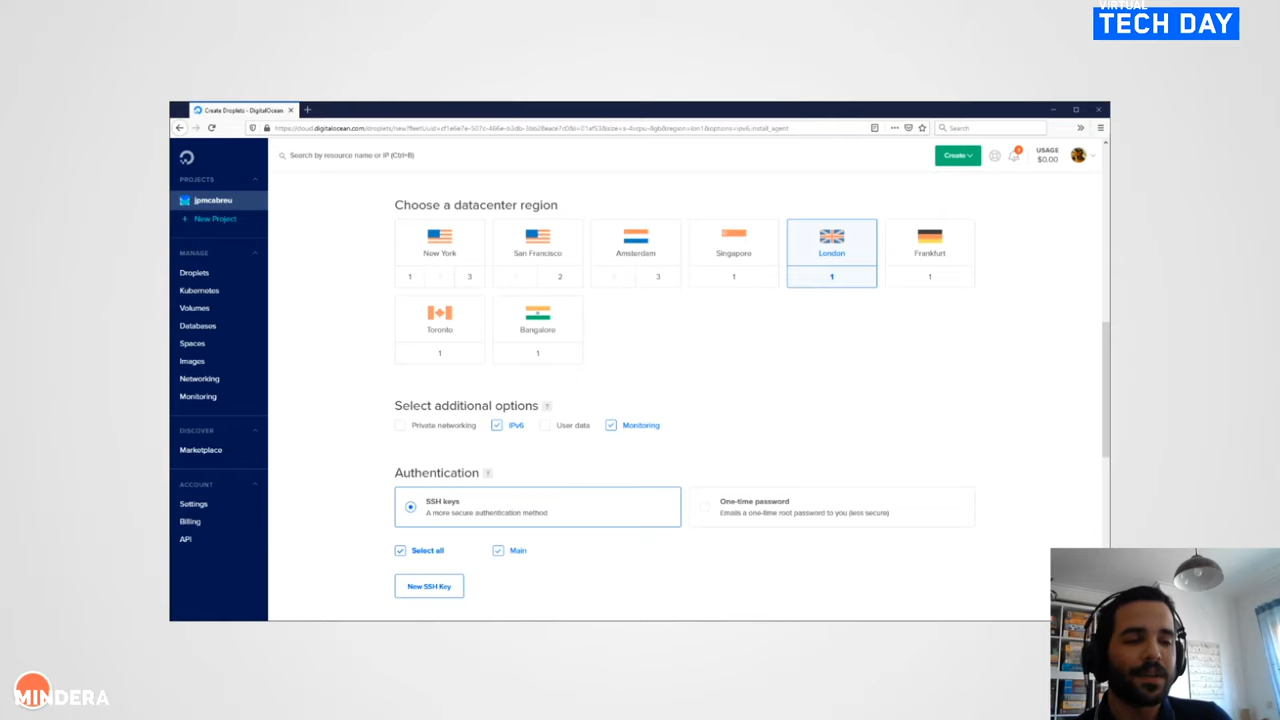 VIRTUAL
TECH DAY
Create Droplets - DigitalOcean
Search
Search by resource name or IP (Ctrl+B)
Create
USAGE
$0.00
PROJECTS
jpmcabreu
+ New Project
MANAGE
Droplets
Kubernetes
Volumes
Databases
Spaces
Images
Networking
Monitoring
DISCOVER
Marketplace
ACCOUNT
Settings
Billing
API
Choose a datacenter region
New York
San Francisco
Amsterdam
Singapore
London
Frankfurt
1 3
2
3
1
1
1
Toronto
Bangalore
1
1
Select additional options ?
Private networking
IPv6
User data
Monitoring
Authentication ?
SSH keys
A more secure authentication method
One-time password
Emails a one-time root password to you (less secure)
Select all
Main
New SSH Key
MINDERA